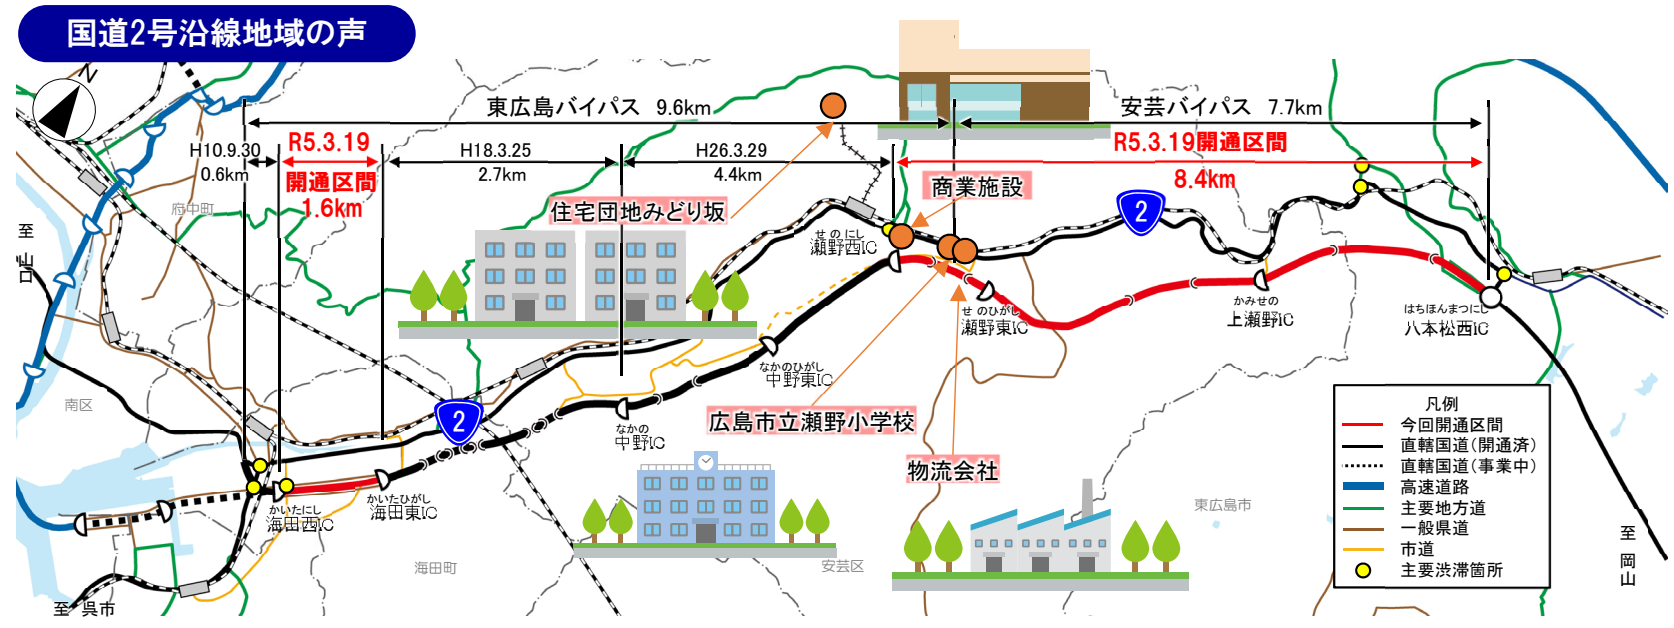 国道2号沿線地域の声
N
東広島バイパス 9.6km
安芸バイパス 7.7km
H10.9.30
0.6km
R5.3.19
開通区間
1.6km
H18.3.25
2.7km
H26.3.29
4.4km
R5.3.19開通区間
8.4km
商業施設
住宅団地みどり坂
府中町
至
2
せのにし
瀬野西IC
せのひがし
瀬野東IC
かみせの
上瀬野IC
はちほんまつにし
八本松西IC
なかのひがし
中野東IC
南区
2
なかの
中野IC
広島市立瀬野小学校
物流会社
かいたにし
海田西IC
かいたひがし
海田東IC
海田町
安芸区
東広島市
至 呉市
至 岡山
凡例
今回開通区間
直轄国道(開通済)
直轄国道(事業中)
高速道路
主要地方道
一般県道
市道
主要渋滞箇所